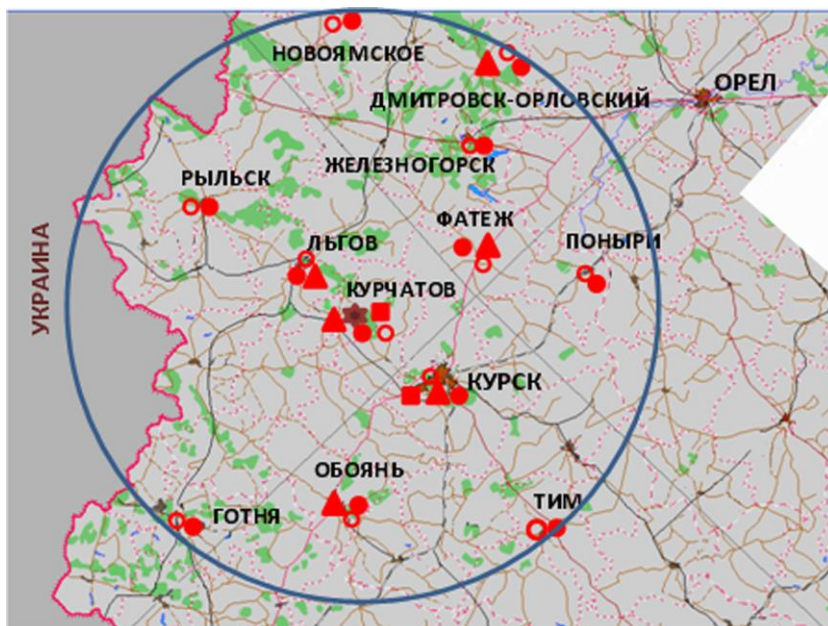 НОВОЯМСКОЕ
ОРЕЛ
ДМИТРОВСК-ОРЛОВСКИЙ
ЖЕЛЕЗНОГОРСК
РЫЛЬСК
ФАТЕЖ
ЛЬГОВ
ПОНЫРИ
УКРАИНА
КУРЧАТОВ
КУРСК
ОБОЯНЬ
ТИМ
ГОТНЯ